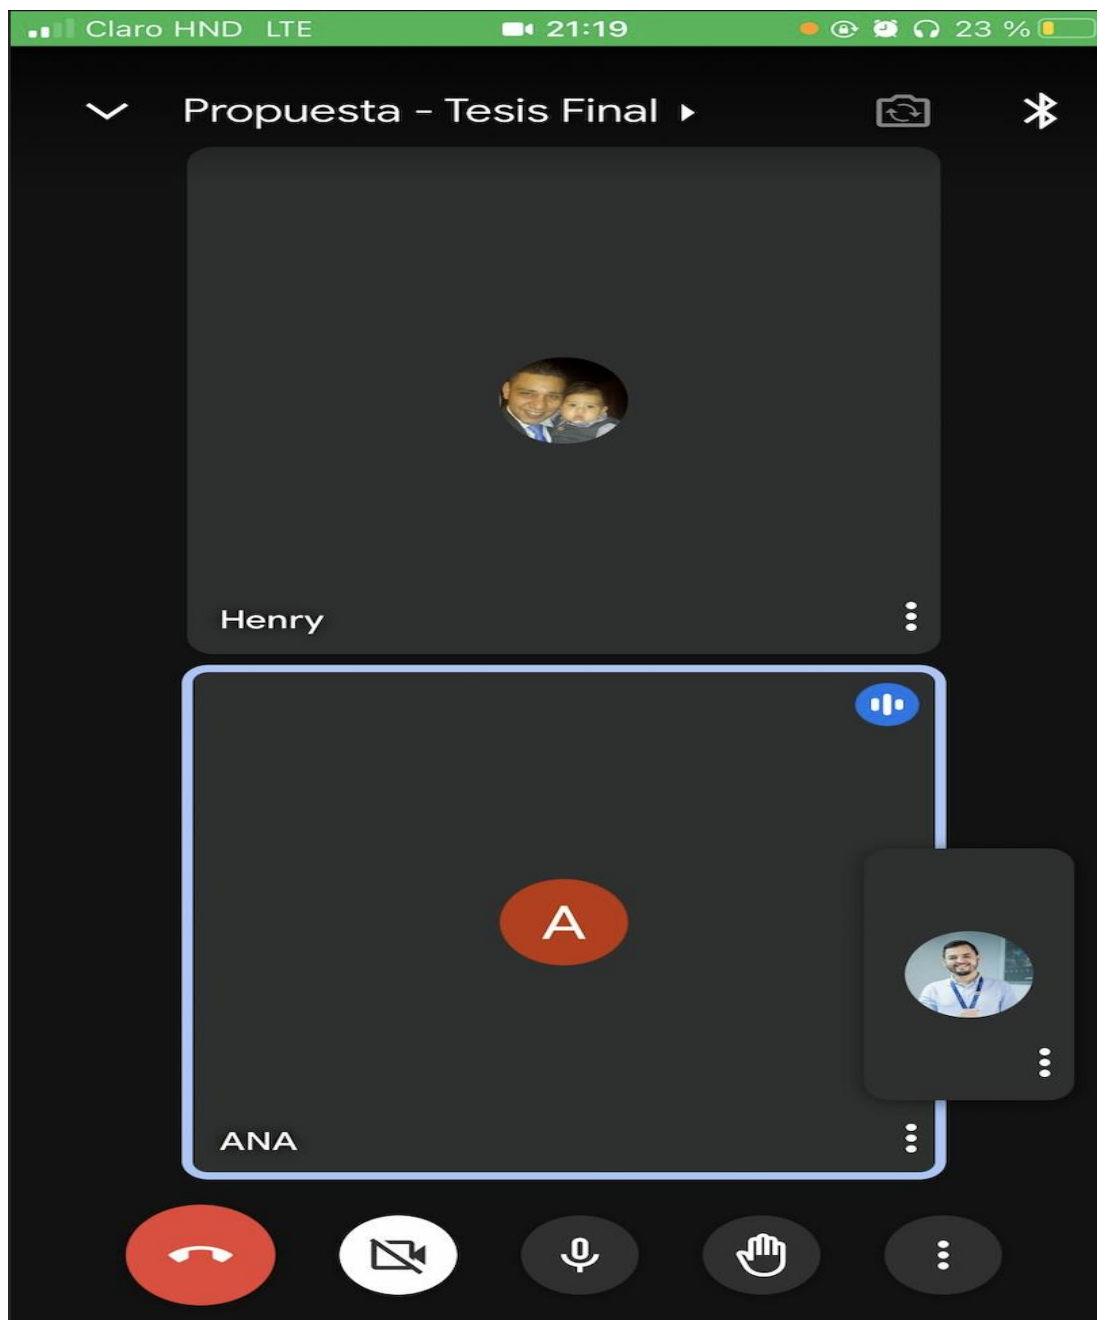 Claro HND LTE 21:19 23 %
Propuesta - Tesis Final
Henry
A
ANA